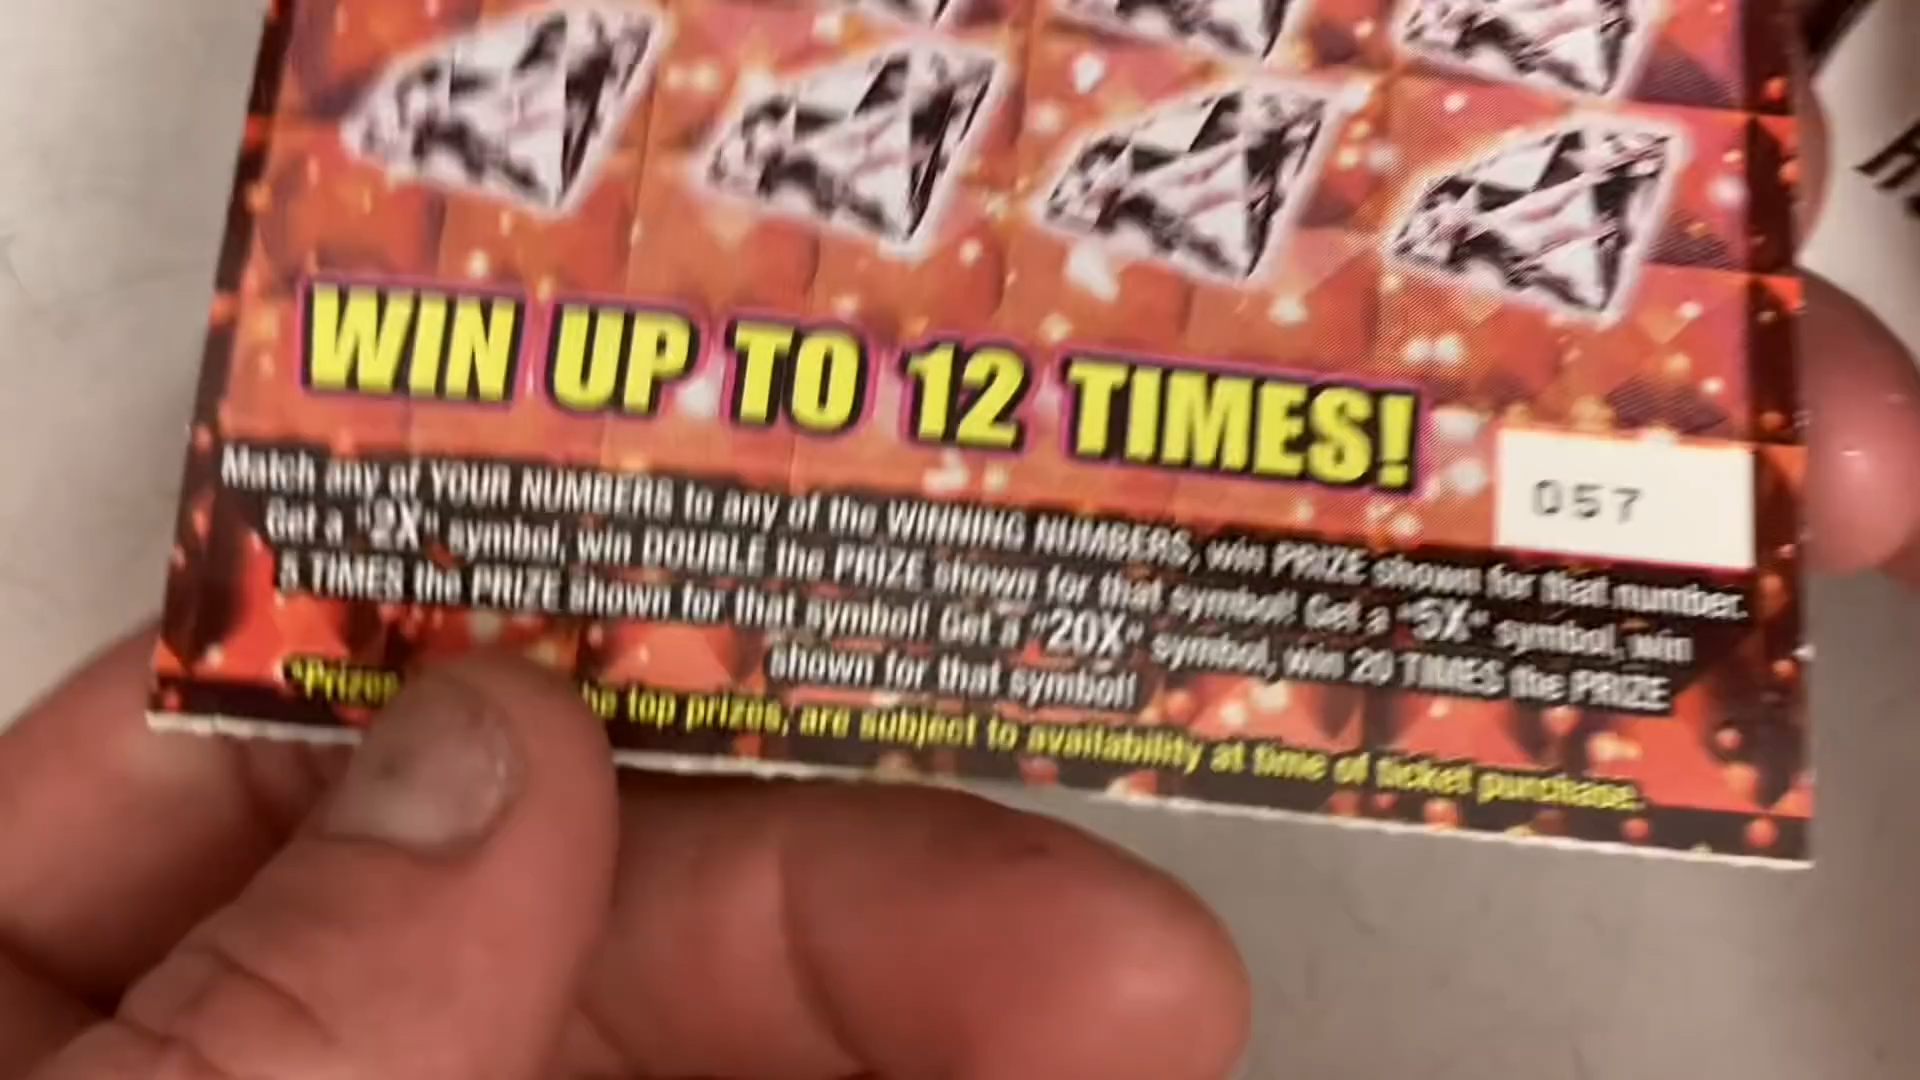 WIN UP TO 12 TIMES!
057
Match any of YOUR NUMBERS to any of the WINNING NUMBERS, win PRIZE shown for that number.
Get a "2X" symbol, win DOUBLE the PRIZE shown for that symbol! Get a "5X" symbol, win
5 TIMES the PRIZE shown for that symbol! Get a "20X" symbol, win 20 TIMES the PRIZE
shown for that symbol!
*Prizes top prizes, are subject to availability at time of ticket purchase.